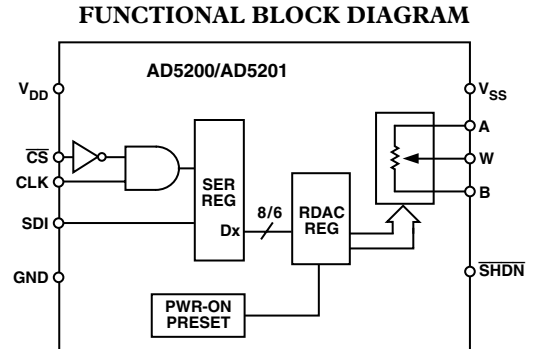 FUNCTIONAL BLOCK DIAGRAM
AD5200/AD5201
VDD
VSS
A
CS
W
CLK
SER
REG
B
SDI
Dx
8/6
RDAC
REG
GND
SHDN
PWR-ON
PRESET